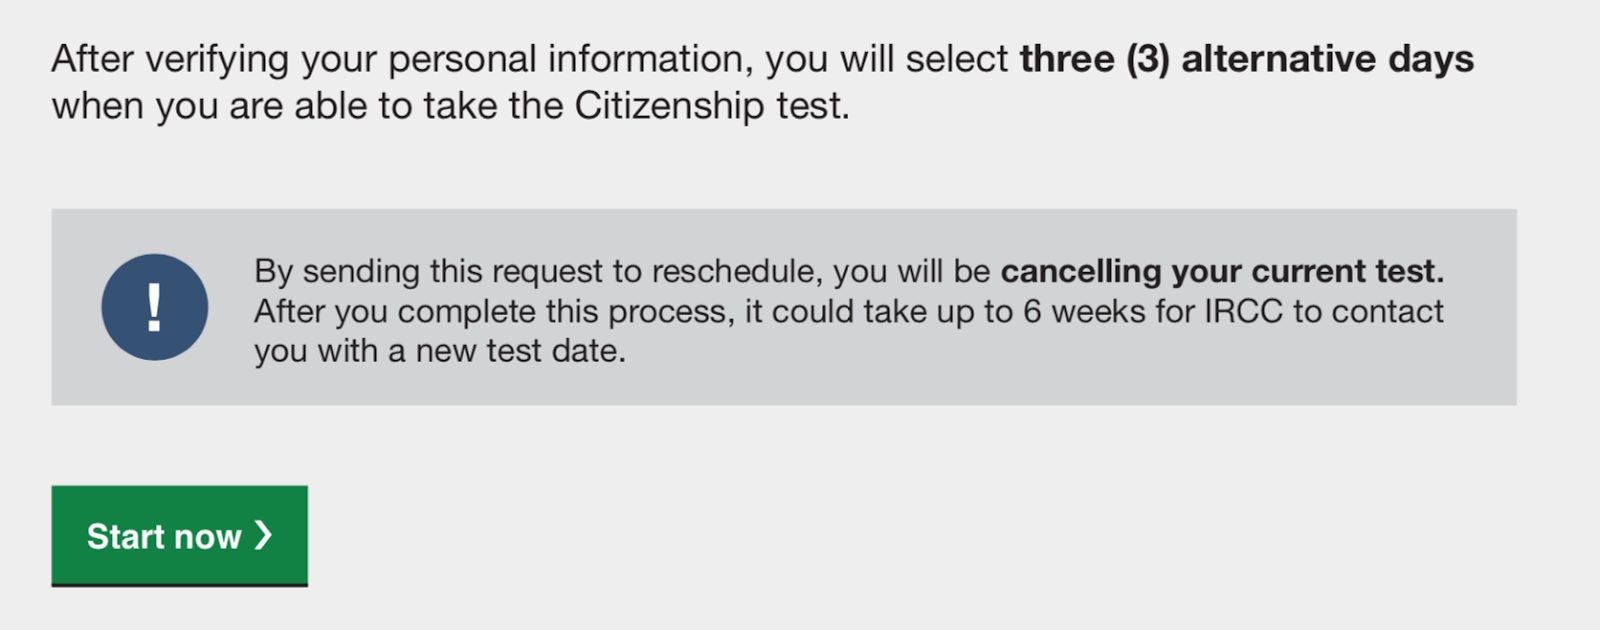 After verifying your personal information, you will select three (3) alternative days
when you are able to take the Citizenship test.
!
By sending this request to reschedule, you will be cancelling your current test.
After you complete this process, it could take up to 6 weeks for IRCC to contact
you with a new test date.
Start now ❯